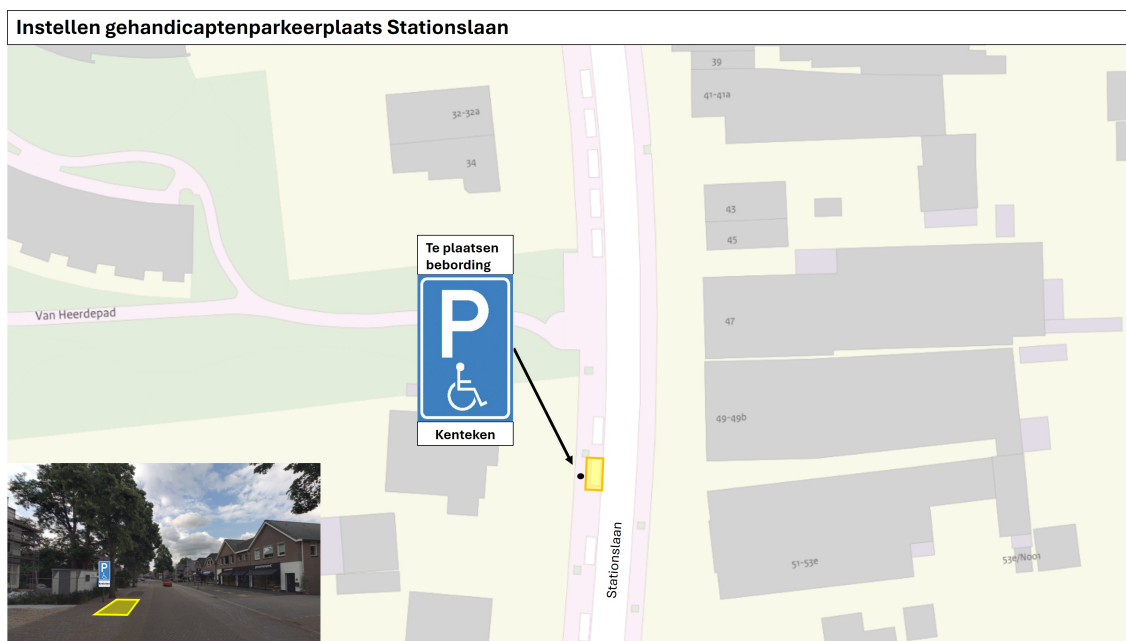 Instellen gehandicaptenparkeerplaats Stationslaan
39
41-41a
32-32a
34
43
45
Te plaatsen
bebording
P
Van Heerdepad
47
49-49b
Kenteken
Stationslaan
51-53e
53e/N001
P